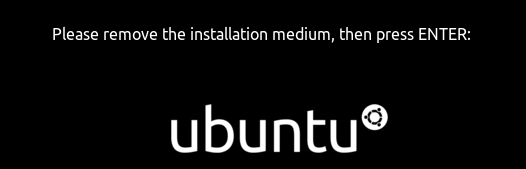 Please remove the installation medium, then press ENTER:
ubuntu